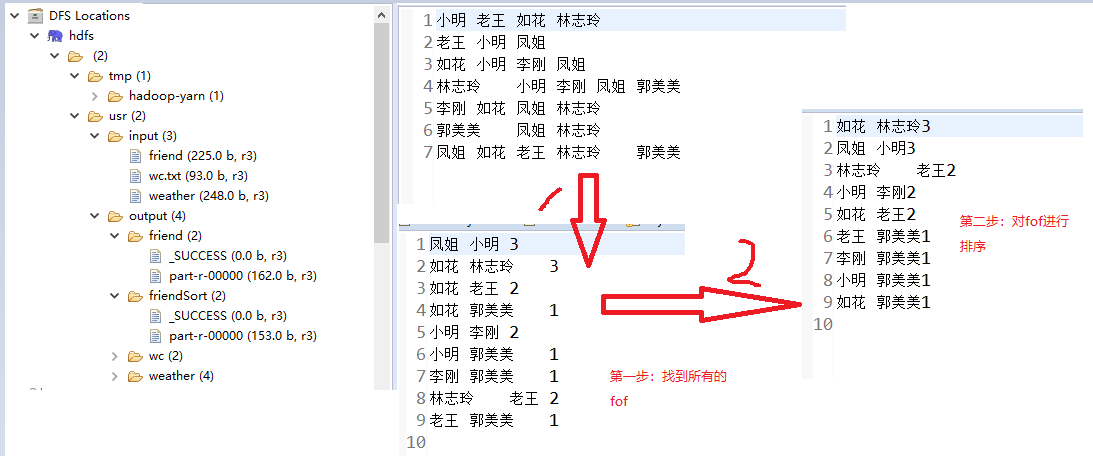 DFS Locations
hdfs
(2)
tmp (1)
hadoop-yarn (1)
usr (2)
input (3)
friend (225.0 b, r3)
wc.txt (93.0 b, r3)
weather (248.0 b, r3)
output (4)
friend (2)
_SUCCESS (0.0 b, r3)
part-r-00000 (162.0 b, r3)
friendSort (2)
_SUCCESS (0.0 b, r3)
part-r-00000 (153.0 b, r3)
wc (2)
weather (4)
1 小明 老王 如花 林志玲
2 老王 小明 凤姐
3 如花 小明 李刚 凤姐
4 林志玲 小明 李刚 凤姐 郭美美
5 李刚 如花 凤姐 林志玲
6 郭美美 凤姐 林志玲
7 凤姐 如花 老王 林志玲 郭美美
1 凤姐 小明 3
2 如花 林志玲 3
3 如花 老王 2
4 如花 郭美美 1
5 小明 李刚 2
6 小明 郭美美 1
7 李刚 郭美美 1
8 林志玲 老王 2
9 老王 郭美美 1
10
第一步：找到所有的
fof
2
1 如花 林志玲3
2 凤姐 小明3
3 林志玲 老王2
4 小明 李刚2
5 如花 老王2
6 老王 郭美美1
7 李刚 郭美美1
8 小明 郭美美1
9 如花 郭美美1
10
第二步：对fof进行
排序